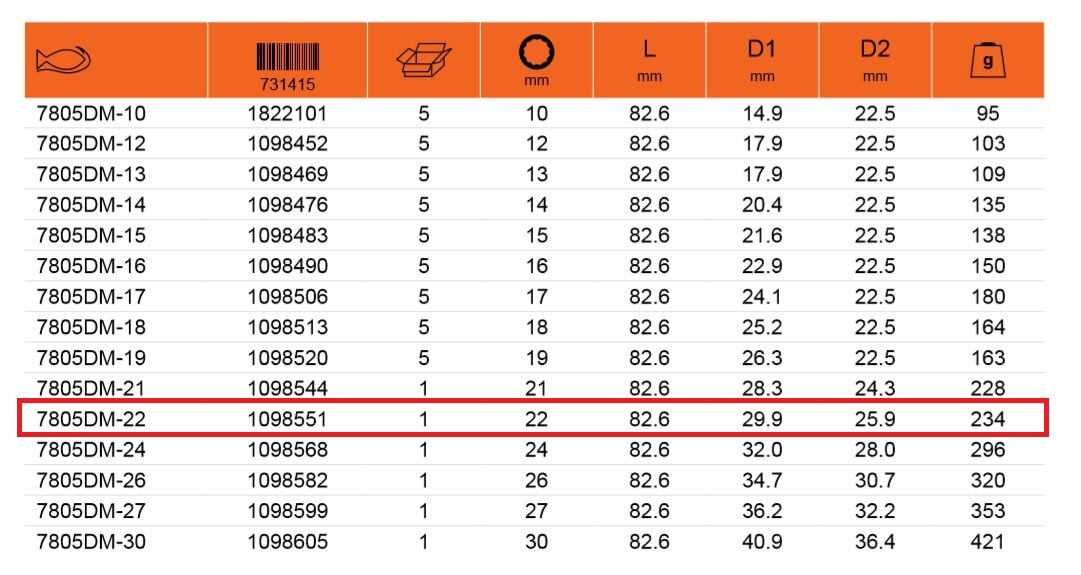 731415 mm L mm D1 mm D2 mm g
7805DM-10 1822101 5 10 82.6 14.9 22.5 95
7805DM-12 1098452 5 12 82.6 17.9 22.5 103
7805DM-13 1098469 5 13 82.6 17.9 22.5 109
7805DM-14 1098476 5 14 82.6 20.4 22.5 135
7805DM-15 1098483 5 15 82.6 21.6 22.5 138
7805DM-16 1098490 5 16 82.6 22.9 22.5 150
7805DM-17 1098506 5 17 82.6 24.1 22.5 180
7805DM-18 1098513 5 18 82.6 25.2 22.5 164
7805DM-19 1098520 5 19 82.6 26.3 22.5 163
7805DM-21 1098544 1 21 82.6 28.3 24.3 228
7805DM-22 1098551 1 22 82.6 29.9 25.9 234
7805DM-24 1098568 1 24 82.6 32.0 28.0 296
7805DM-26 1098582 1 26 82.6 34.7 30.7 320
7805DM-27 1098599 1 27 82.6 36.2 32.2 353
7805DM-30 1098605 1 30 82.6 40.9 36.4 421